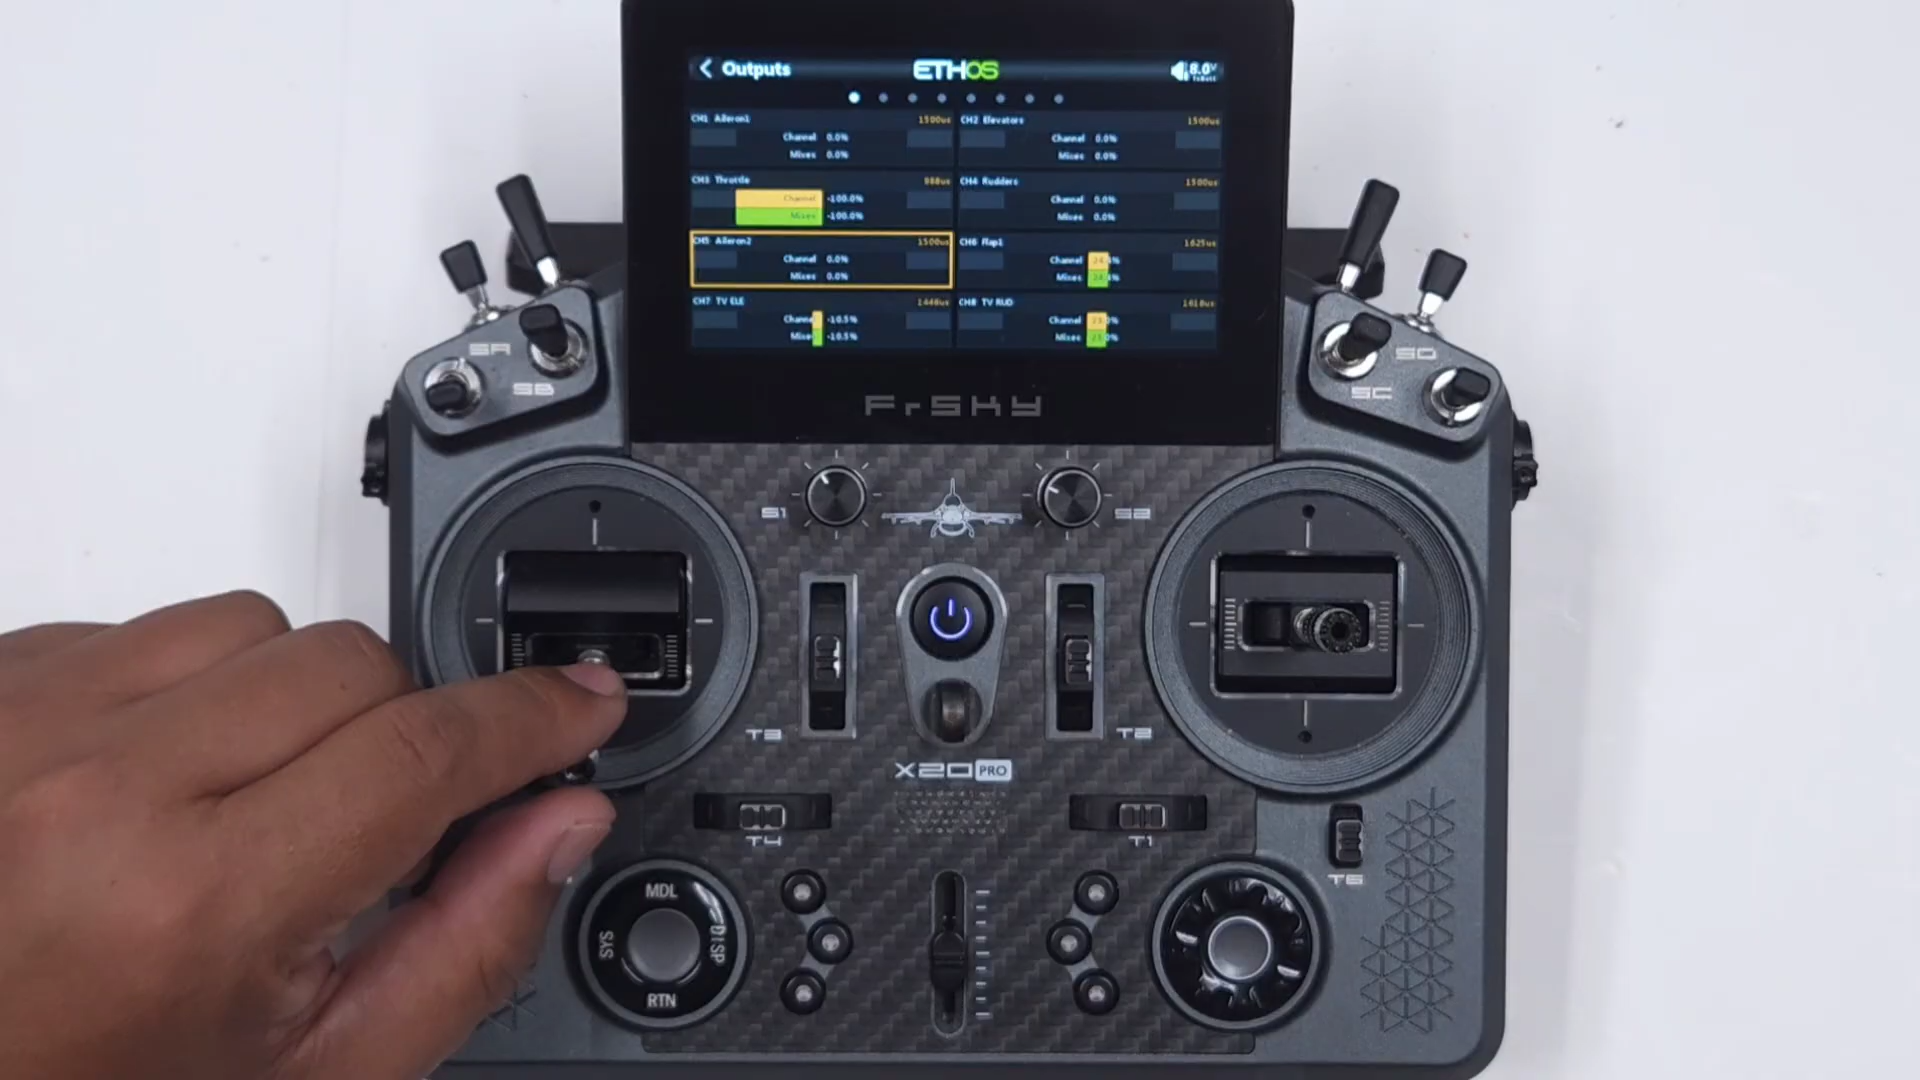 Outputs ETHOS 8.0V
CH1 Aileron1 1500us CH2 Elevators 1500us
Channel 0.0% Channel 0.0%
Mixes 0.0% Mixes 0.0%
CH3 Throttle 988us CH4 Rudders 1500us
Channel -100.0% Channel 0.0%
Mixes -100.0% Mixes 0.0%
CH5 Aileron2 1500us CH6 Flap1 1625us
Channel 0.0% Channel
Mixes 0.0% Mixes
CH7 TV ELE CH8 TV RUD
Channel -10.5% Channel
Mixes -10.5% Mixes
FrSKY
SA SB SC SD
S1 S2
T3 T2
X20 PRO
T4 T1
T6
MDL
SYS DISP
RTN